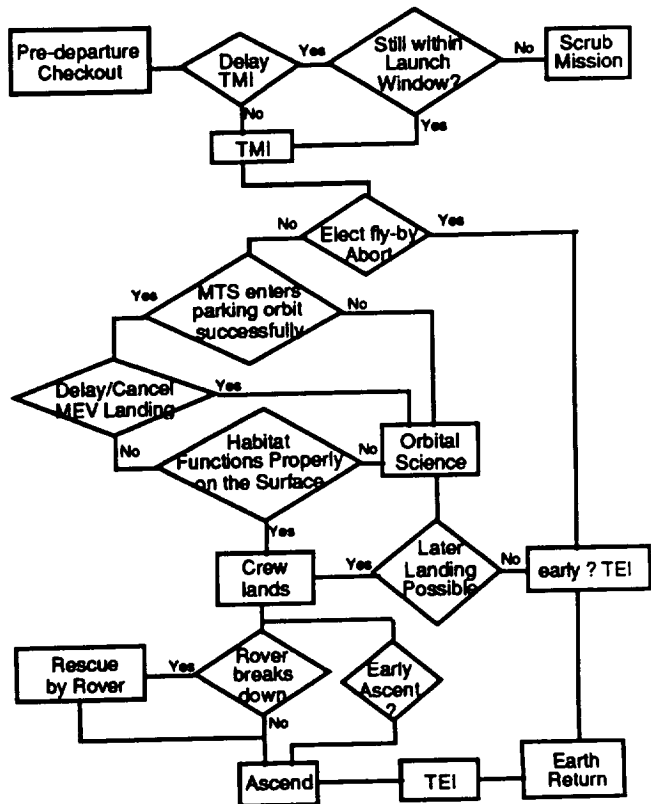 Pre-departure
Checkout
Delay
TMI
Yes
Still within
Launch
Window?
No
Scrub
Mission
No
Yes
TMI
No
Elect fly-by
Abort
Yes
Yes
MTS enters
parking orbit
successfully
No
Delay/Cancel
MEV Landing
Yes
No
Habitat
Functions Properly
on the Surface
No
Orbital
Science
Yes
Crew
lands
Yes
Later
Landing
Possible
No
early ? TEI
Rescue
by Rover
Yes
Rover
breaks
down
Early
Ascent
?
No
Ascend
TEI
Earth
Return